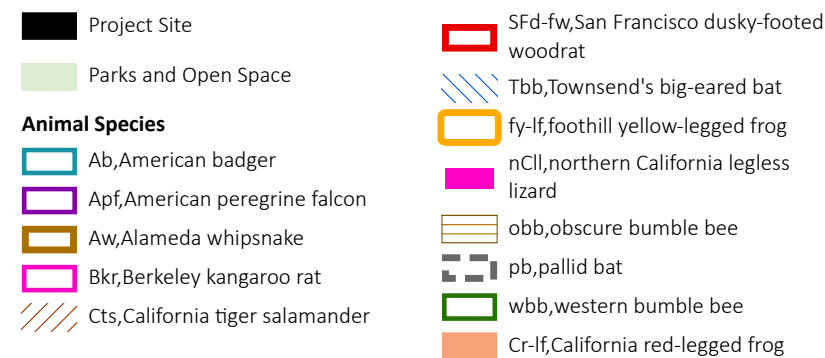 Project Site
Parks and Open Space
Animal Species
Ab,American badger
Apf,American peregrine falcon
Aw,Alameda whipsnake
Bkr,Berkeley kangaroo rat
Cts,California tiger salamander
SFd-fw,San Francisco dusky-footed
woodrat
Tbb,Townsend's big-eared bat
fy-lf,foothill yellow-legged frog
nCll,northern California legless
lizard
obb,obscure bumble bee
pb,pallid bat
wbb,western bumble bee
Cr-lf,California red-legged frog